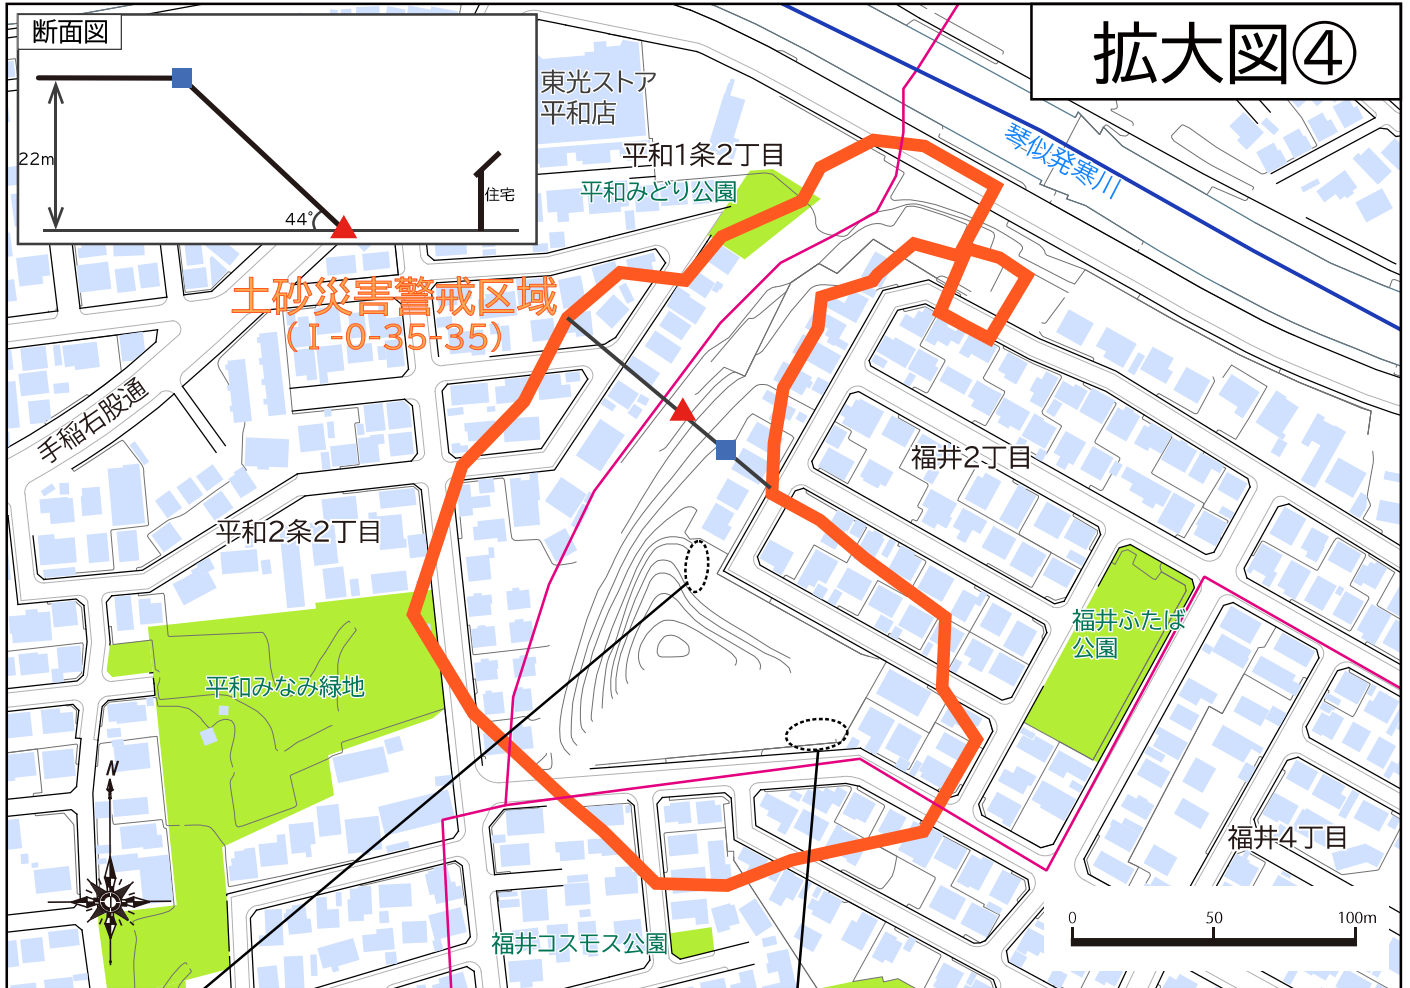 断面図
22m
44°
住宅
拡大図④
東光ストア
平和店
平和1条2丁目
平和みどり公園
琴似発寒川
土砂災害警戒区域
(Ⅰ-0-35-35)
手稲右股通
福井2丁目
平和2条2丁目
福井ふたば
公園
平和みなみ緑地
N
福井4丁目
福井コスモス公園
0 50 100m